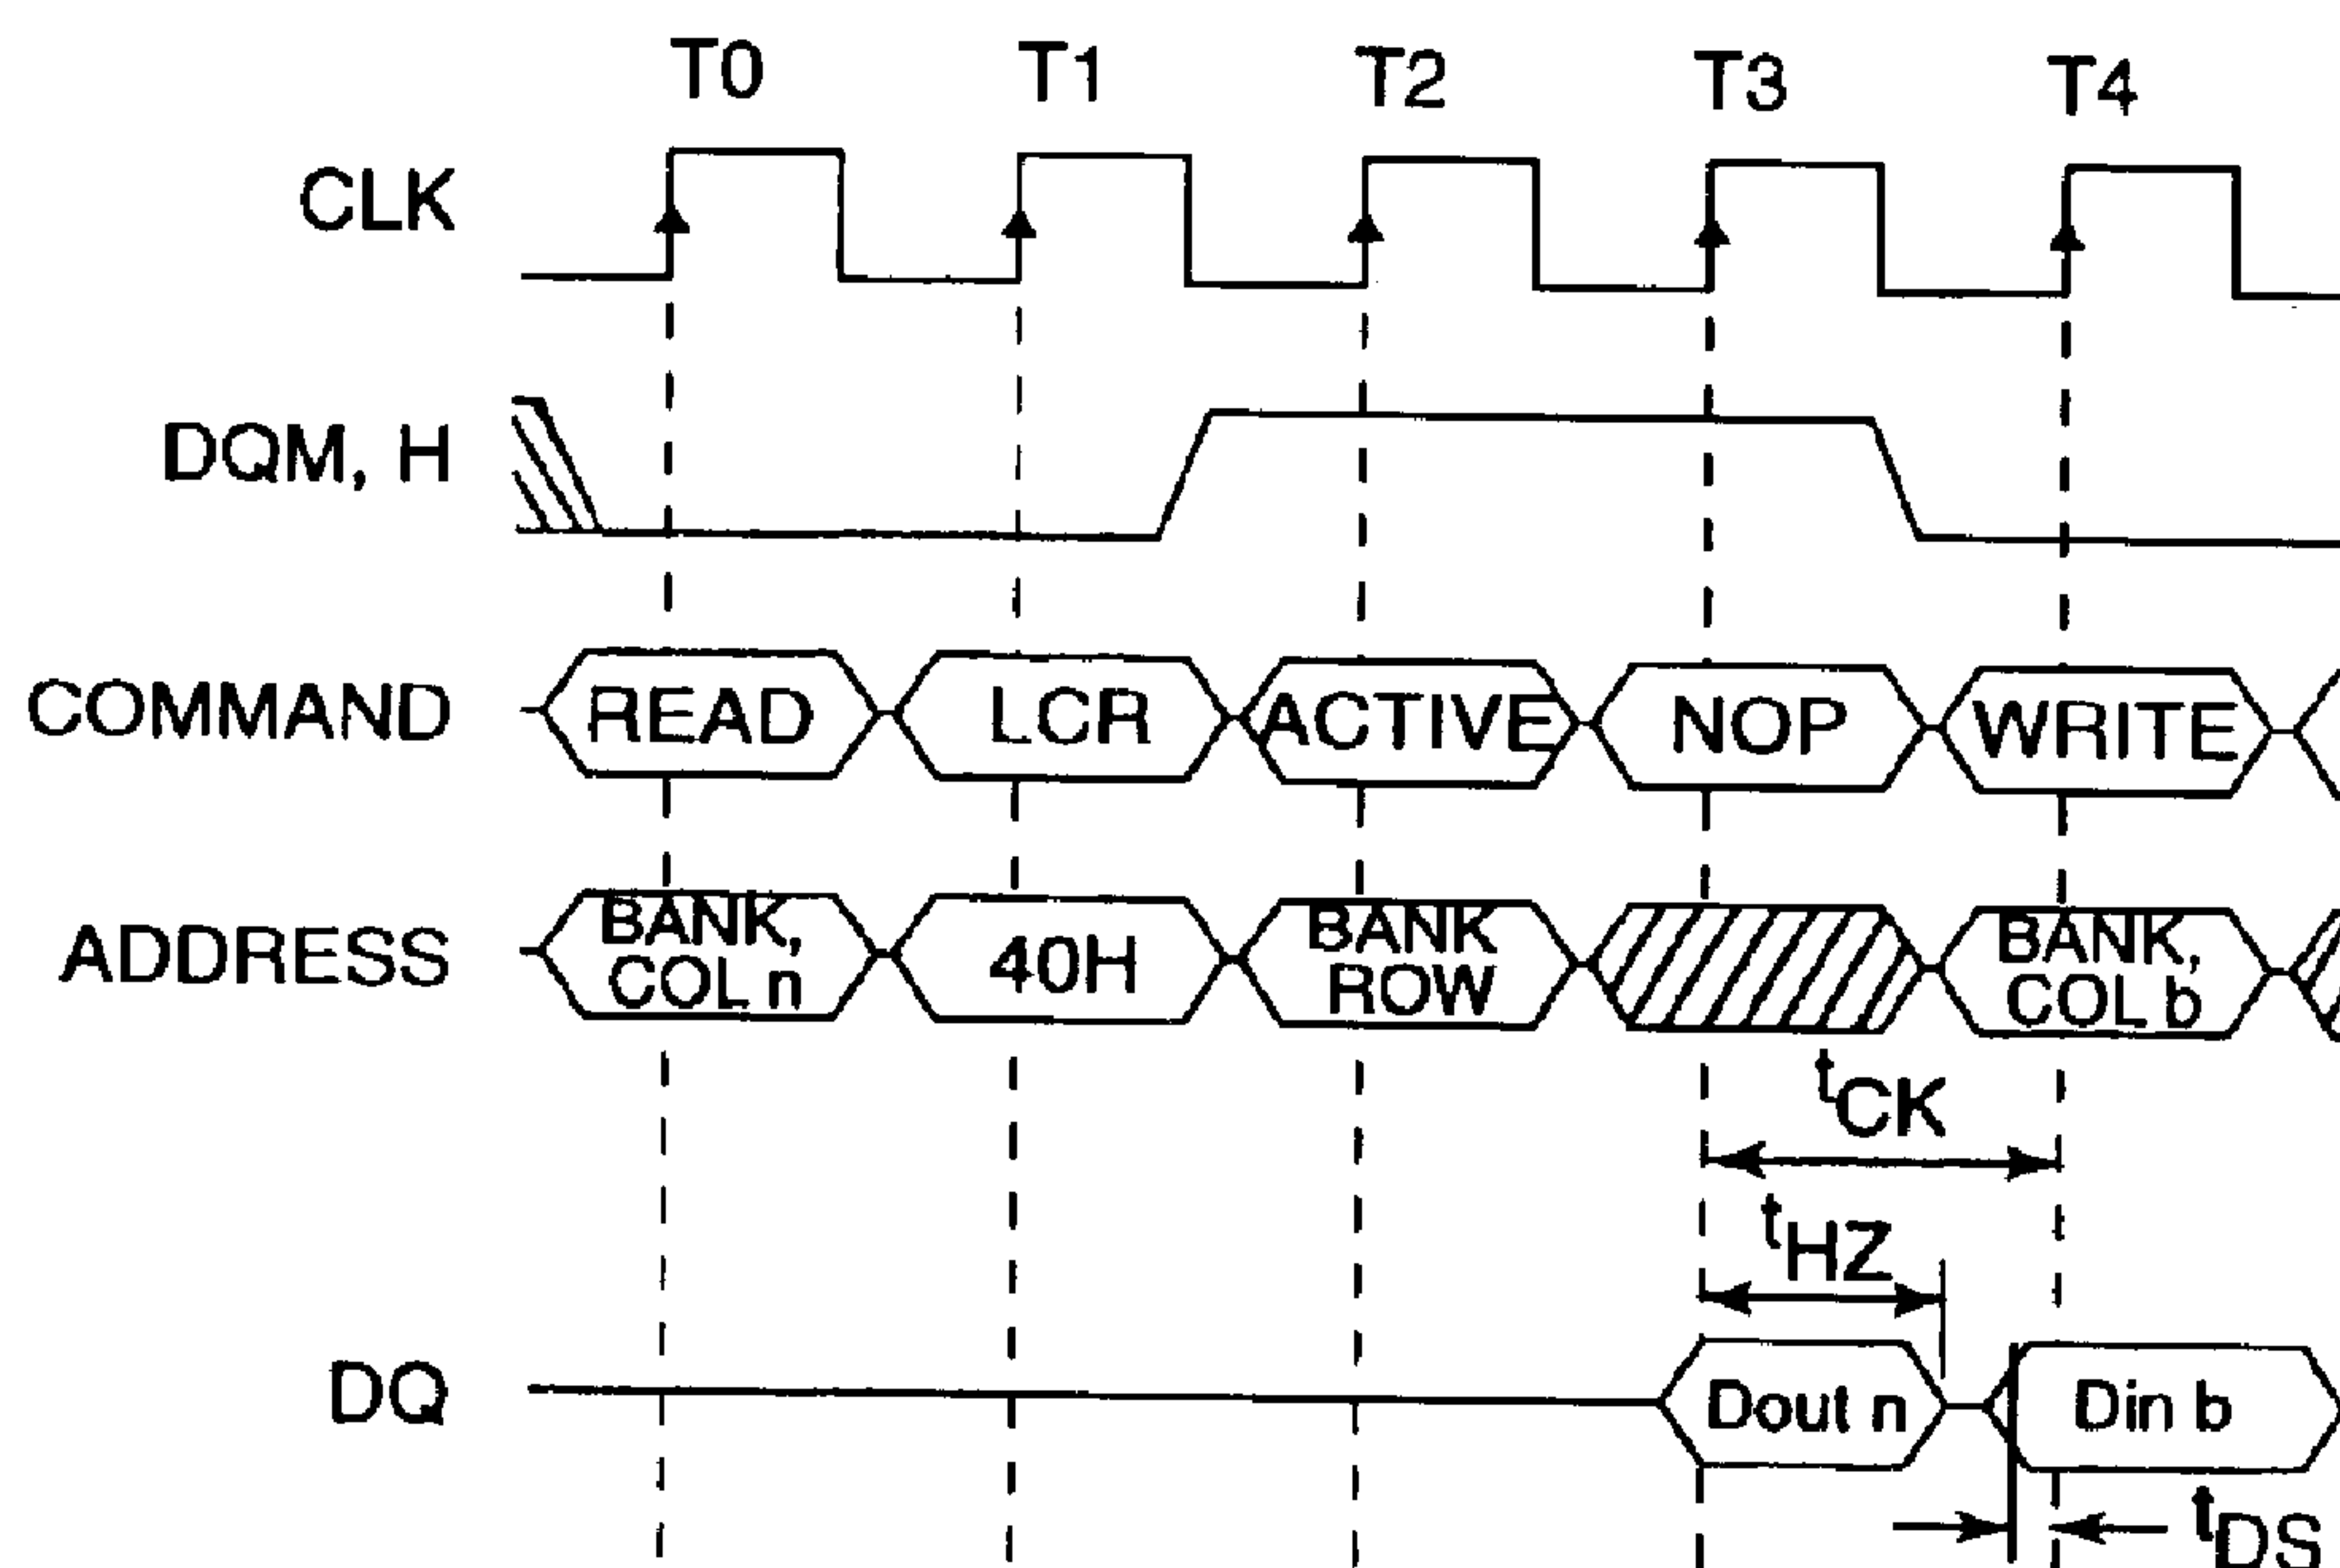 T0 T1 T2 T3 T4
CLK
DQM, H
COMMAND READ LCR ACTIVE NOP WRITE
ADDRESS BANK, COL n 40H BANK ROW BANK, COL b
tCK
tHZ
DQ Dout n Din b
tDS